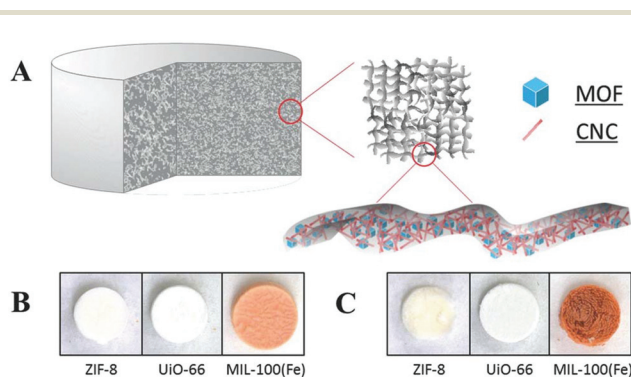 A
MOF
CNC
B
C
ZIF-8 UiO-66 MIL-100(Fe)
ZIF-8 UiO-66 MIL-100(Fe)